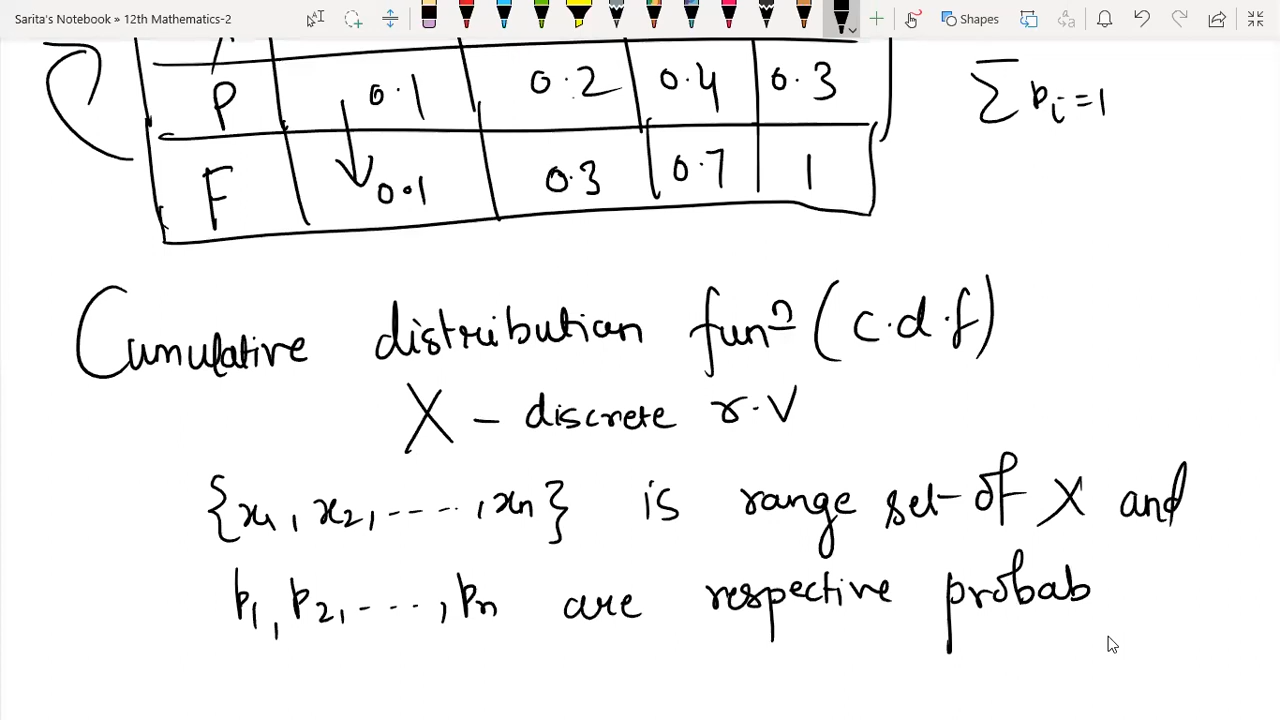 Sarita's Notebook » 12th Mathematics-2
Shapes
P 0.1 0.2 0.4 0.3
∑ pi = 1
F 0.1 0.3 0.7 1
Cumulative distribution funⁿ (c.d.f)
X - discrete r.v
{x1, x2, ----, xn} is range set of X and
p1, p2, ----, pn are respective probab